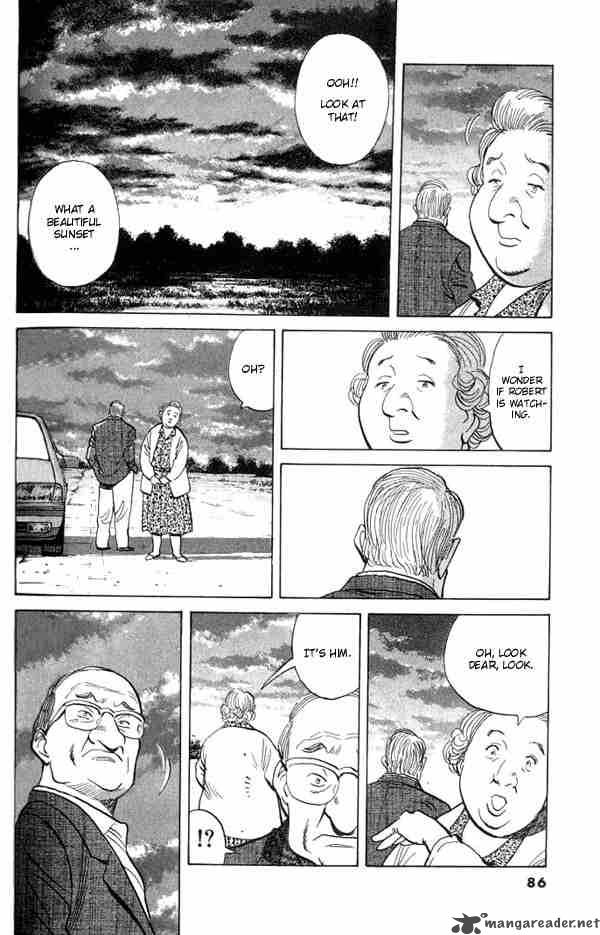 OOH!!
LOOK AT
THAT!
WHAT A
BEAUTIFUL
SUNSET
...
I
WONDER
IF ROBERT
IS WATCH-
ING.
OH?
OH, LOOK
DEAR, LOOK.
IT'S HIM.
!?
86
mangareader.net